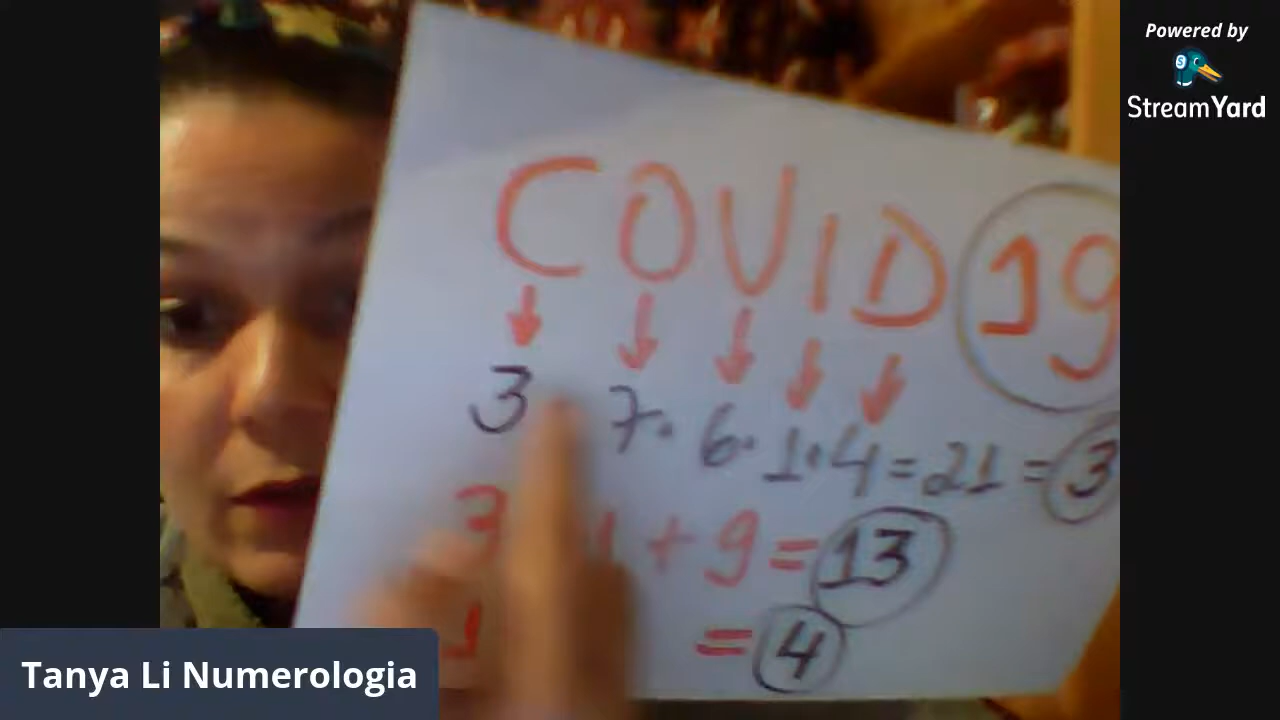 Powered by
StreamYard
COVID 19
3 7. 6. 1. 4 = 21 = 3
+ 9 = 13
= 4
Tanya Li Numerologia